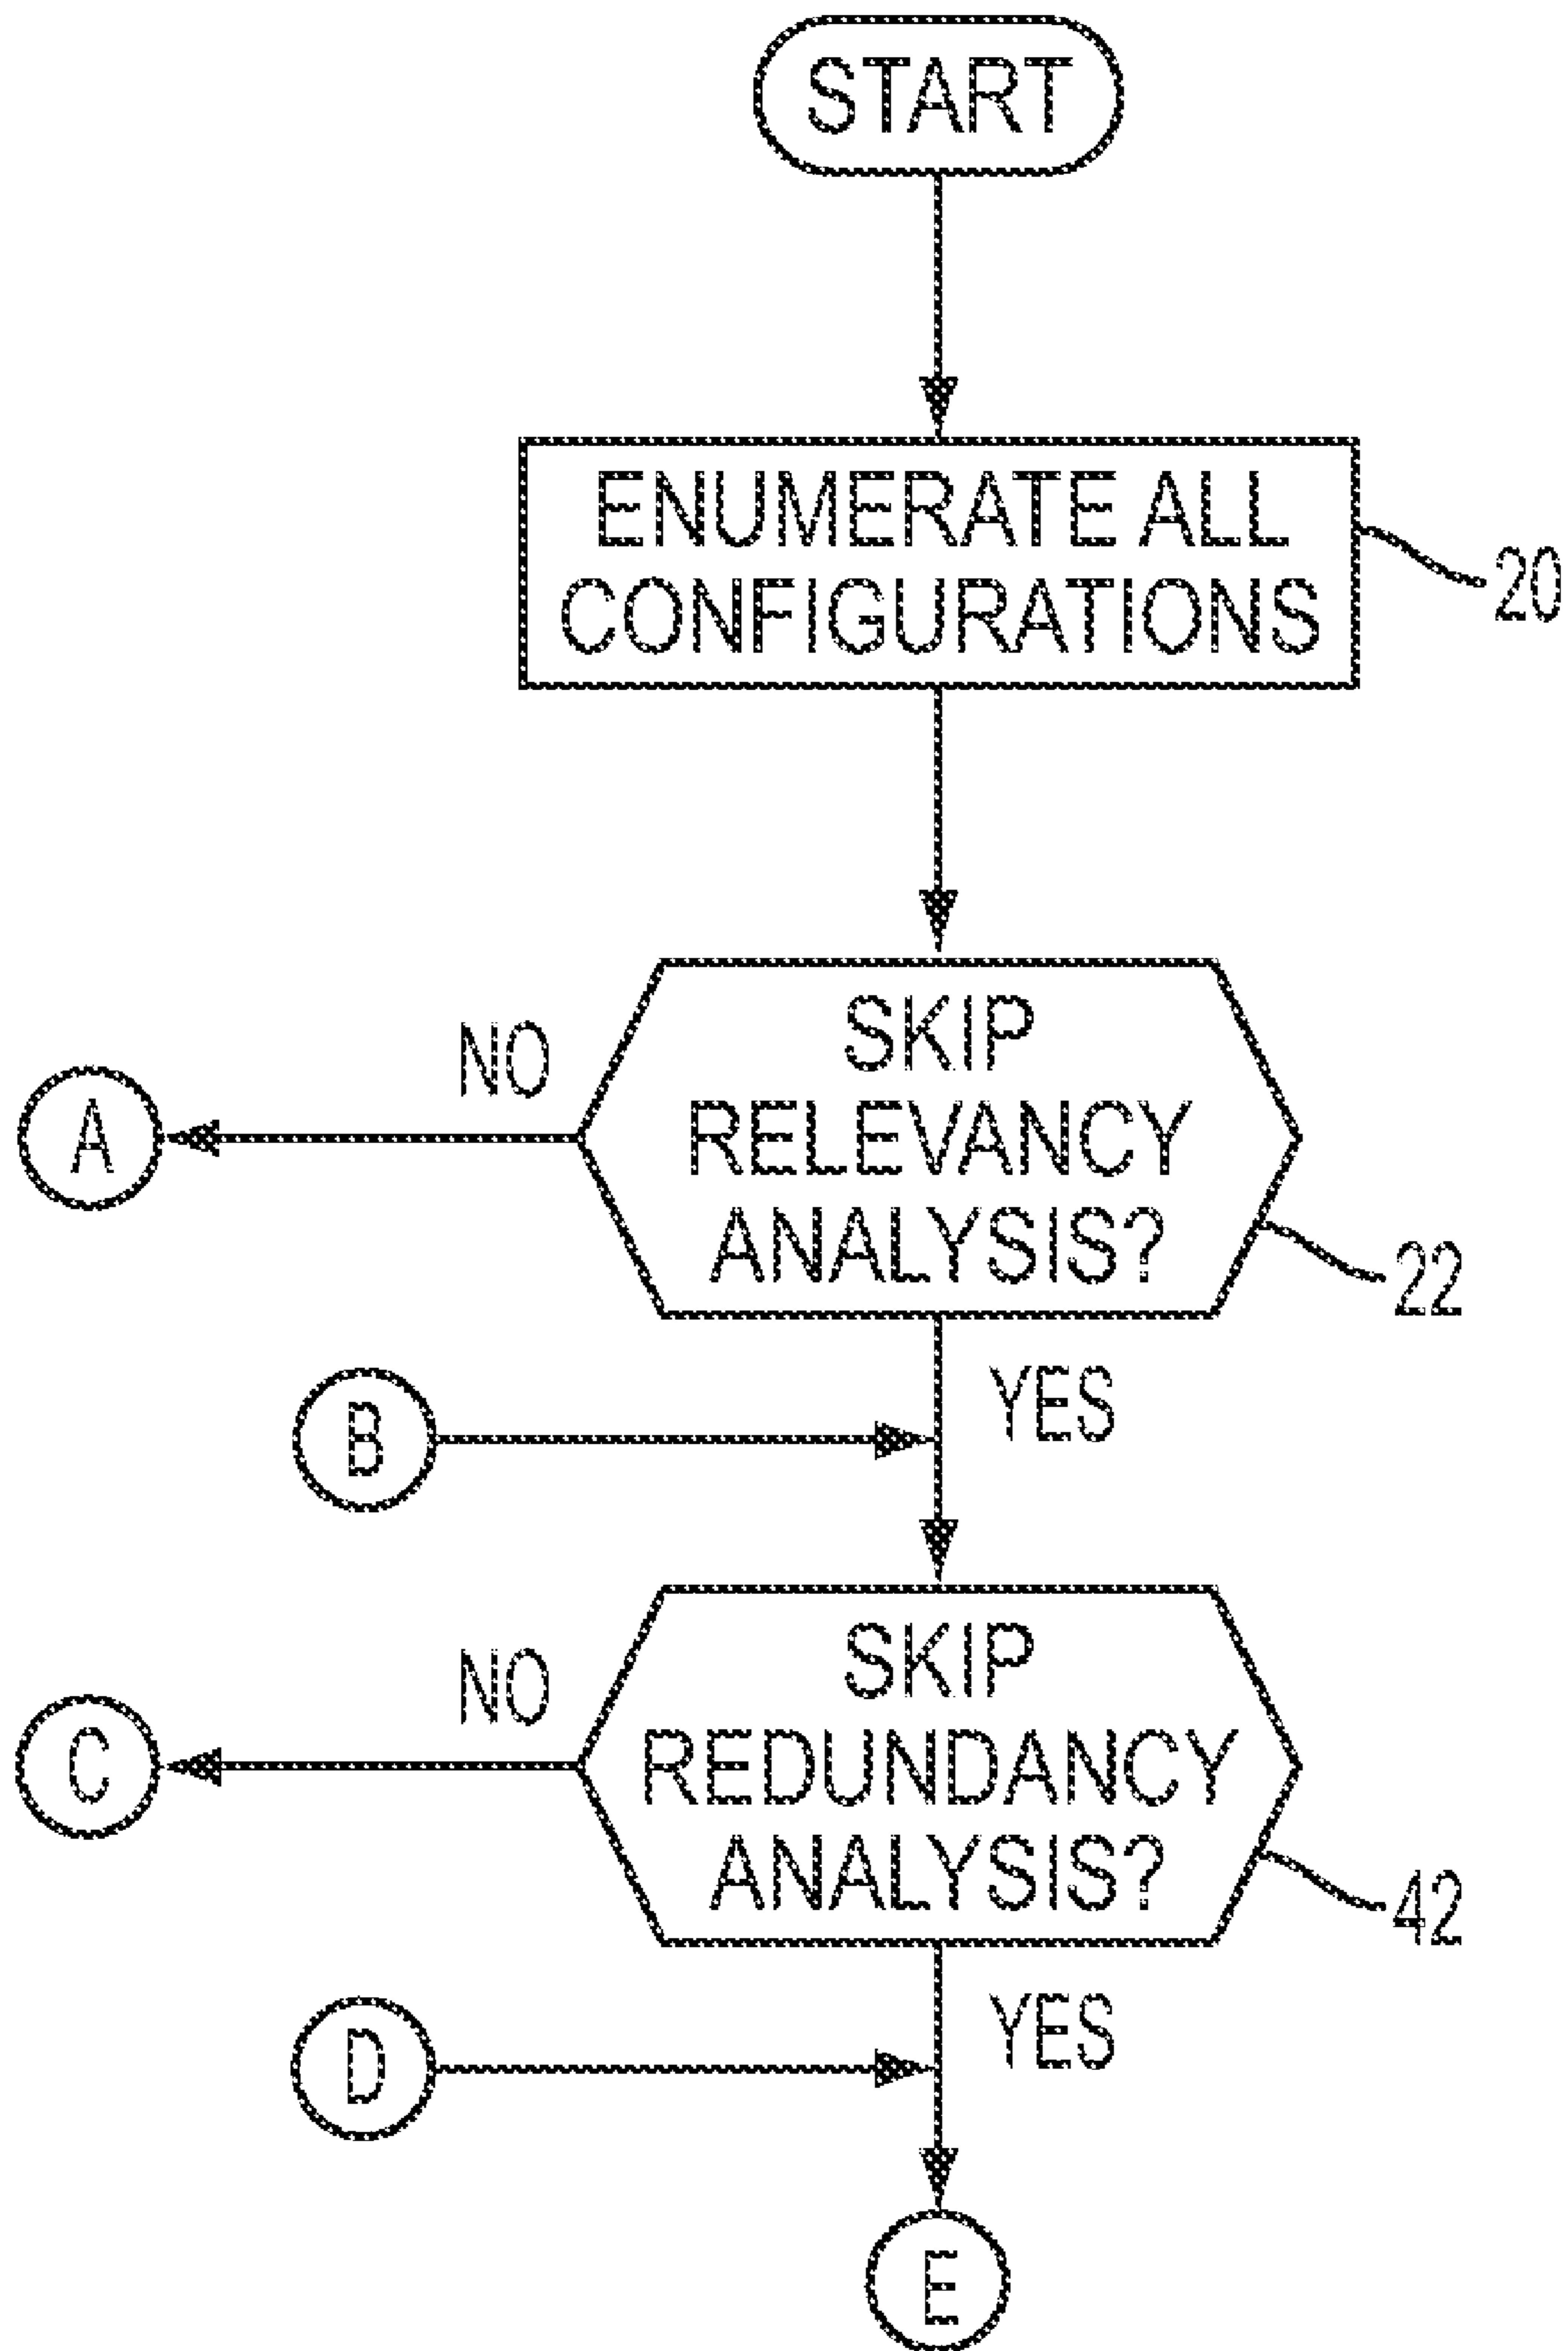 START
ENUMERATE ALL
CONFIGURATIONS
20
SKIP
RELEVANCY
ANALYSIS?
22
NO
A
YES
B
SKIP
REDUNDANCY
ANALYSIS?
42
NO
C
YES
D
E